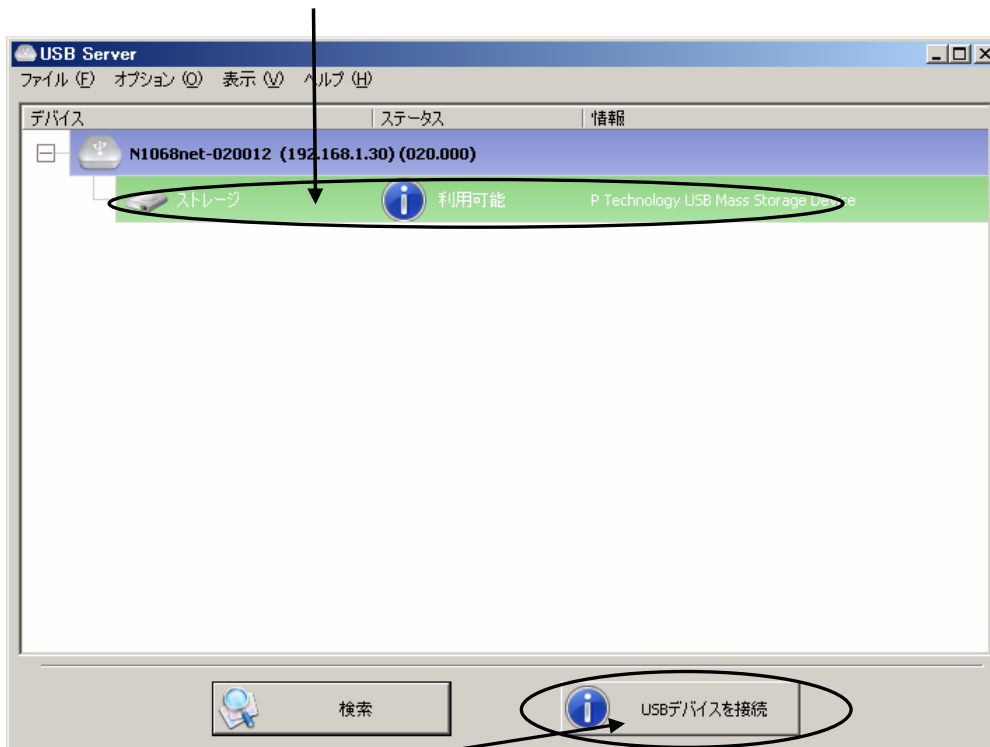 USB Server
ファイル (F) オプション (O) 表示 (V) ヘルプ (H)
デバイス ステータス 情報
N1068net-020012 (192.168.1.30) (020.000)
ストレージ 利用可能 P Technology USB Mass Storage Device
検索 USBデバイスを接続